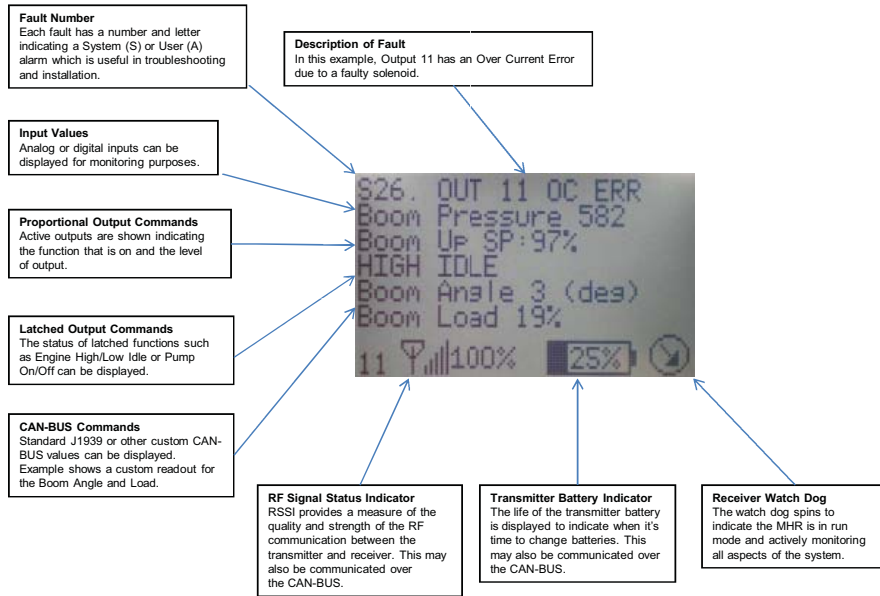 Fault Number
Each fault has a number and letter
indicating a System (S) or User (A)
alarm which is useful in troubleshooting
and installation.
Description of Fault
In this example, Output 11 has an Over Current Error
due to a faulty solenoid.
Input Values
Analog or digital inputs can be
displayed for monitoring purposes.
Proportional Output Commands
Active outputs are shown indicating
the function that is on and the level
of output.
Latched Output Commands
The status of latched functions such
as Engine High/Low Idle or Pump
On/Off can be displayed.
CAN-BUS Commands
Standard J1939 or other custom CAN-
BUS values can be displayed.
Example shows a custom readout for
the Boom Angle and Load.
S26. OUT 11 OC ERR
Boom Pressure 582
Boom Up SP:97%
HIGH IDLE
Boom Angle 3 (deg)
Boom Load 19%
11 100% 25%
RF Signal Status Indicator
RSSI provides a measure of the
quality and strength of the RF
communication between the
transmitter and receiver. This may
also be communicated over
the CAN-BUS.
Transmitter Battery Indicator
The life of the transmitter battery
is displayed to indicate when it's
time to change batteries. This
may also be communicated over
the CAN-BUS.
Receiver Watch Dog
The watch dog spins to
indicate the MHR is in run
mode and actively monitoring
all aspects of the system.